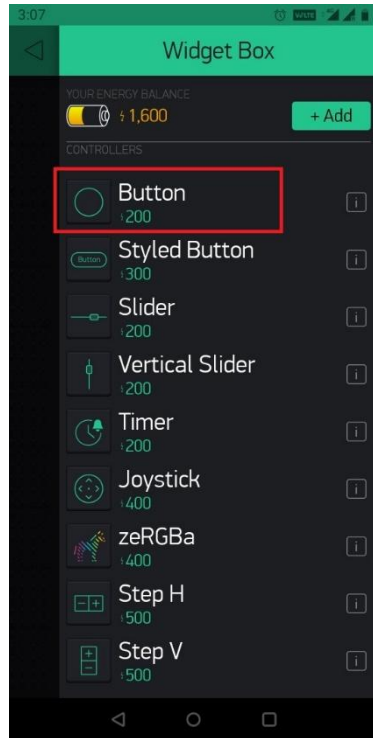 3:07
Widget Box
YOUR ENERGY BALANCE
1,600
+ Add
CONTROLLERS
Button
200
Button
Styled Button
300
Slider
200
Vertical Slider
200
Timer
200
Joystick
400
zeRGBa
400
Step H
500
Step V
500